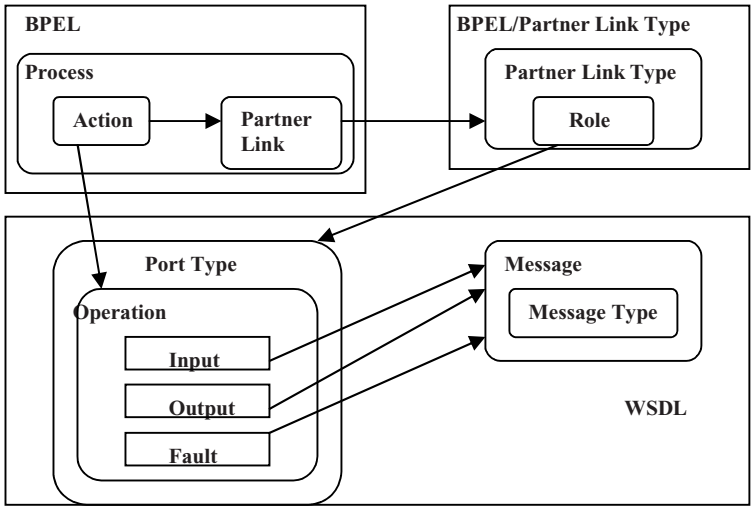 BPEL
Process
Action
Partner
Link
BPEL/Partner Link Type
Partner Link Type
Role
Port Type
Operation
Input
Output
Fault
Message
Message Type
WSDL